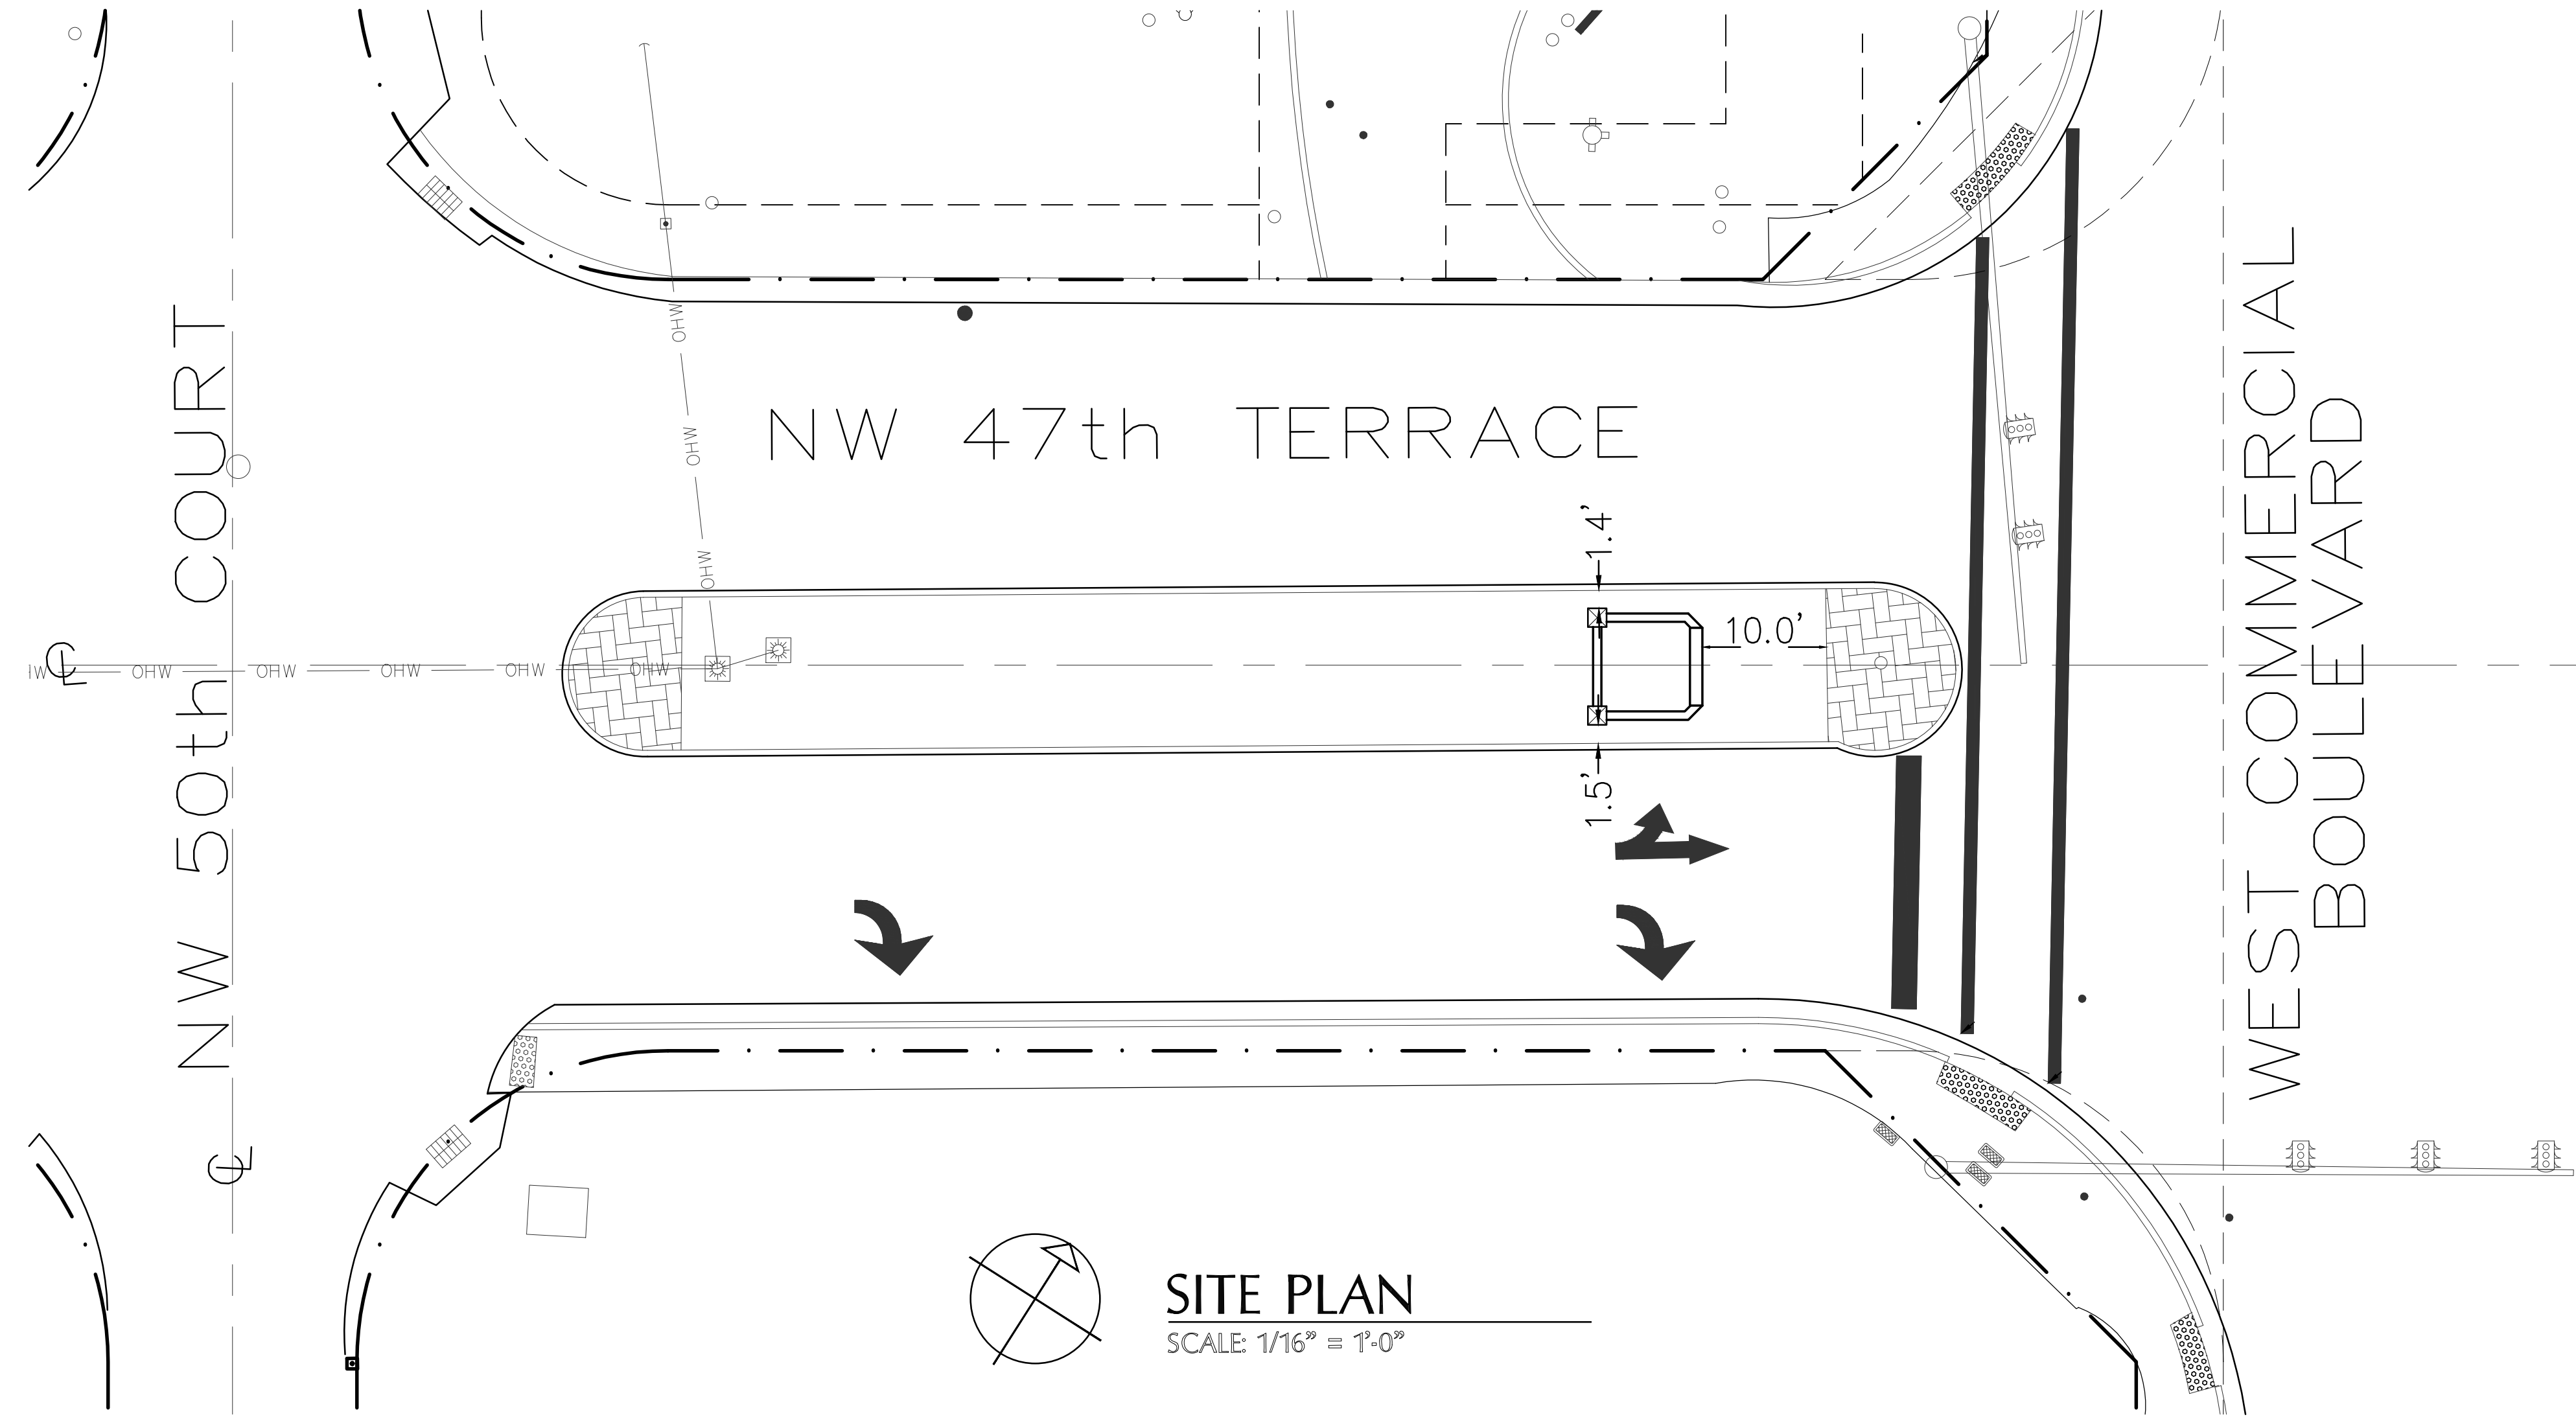 NW 50th COURT
NW 47th TERRACE
WEST COMMERCIAL
BOULEVARD
OHW
OHW
OHW
OHW
OHW
OHW
OHW
OHW
1.4’
10.0’
1.5’
SITE PLAN
SCALE: 1/16” = 1’-0”